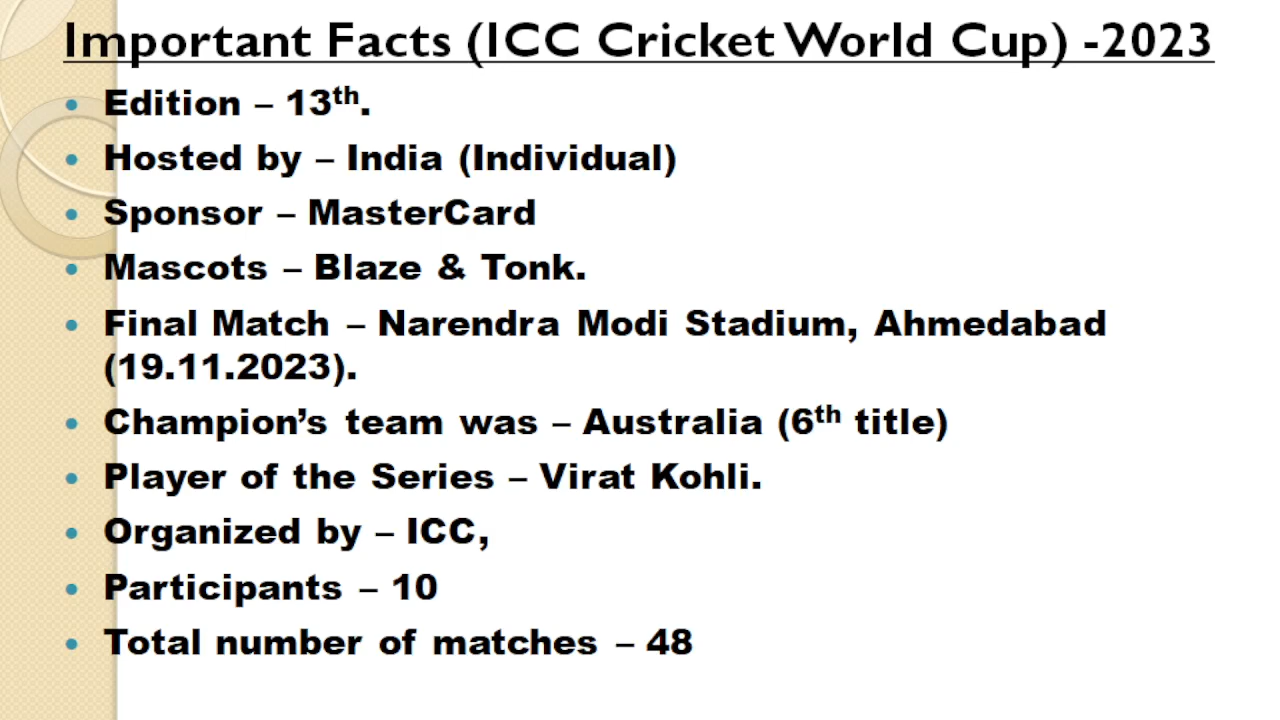 Important Facts (ICC Cricket World Cup) -2023
• Edition – 13th.
• Hosted by – India (Individual)
• Sponsor – MasterCard
• Mascots – Blaze & Tonk.
• Final Match – Narendra Modi Stadium, Ahmedabad
(19.11.2023).
• Champion’s team was – Australia (6th title)
• Player of the Series – Virat Kohli.
• Organized by – ICC,
• Participants – 10
• Total number of matches – 48